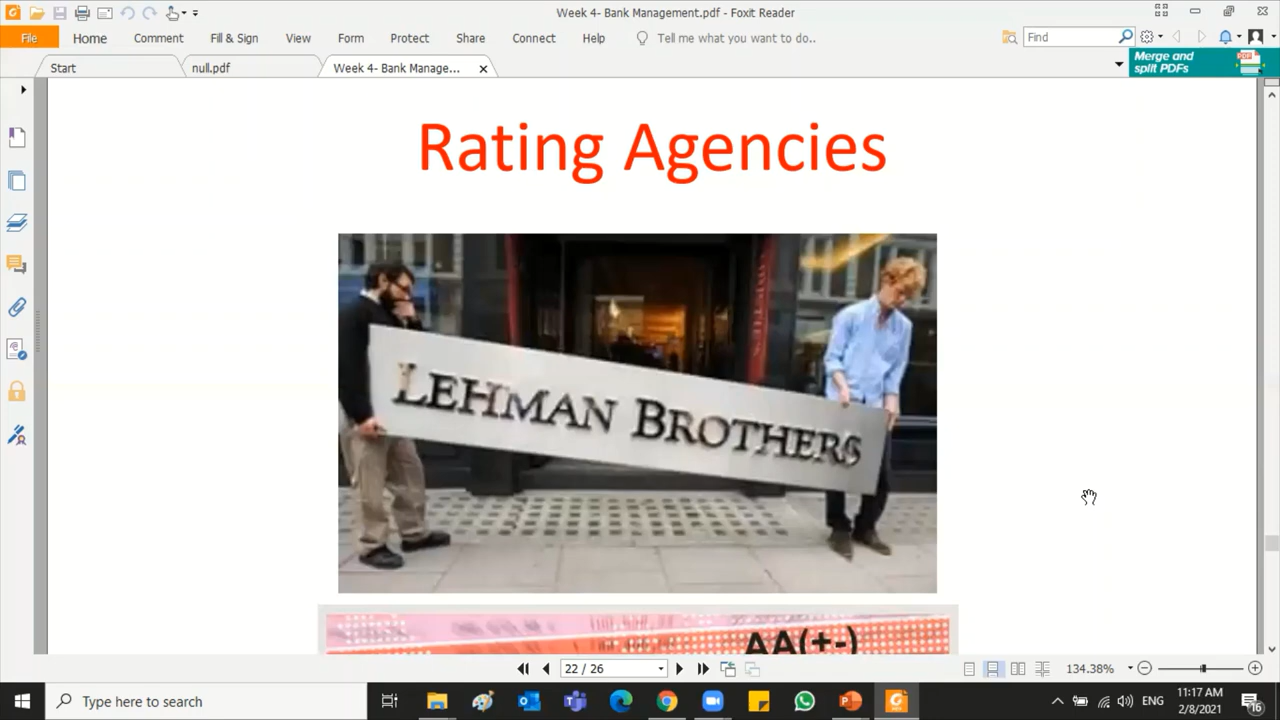 Week 4- Bank Management.pdf - Foxit Reader
File Home Comment Fill & Sign View Form Protect Share Connect Help Tell me what you want to do.. Find
Start null.pdf Week 4- Bank Manage...
Merge and
split PDFs
Rating Agencies
LEHMAN BROTHERS
AA(+-)
22 / 26
134.38%
Type here to search
ENG
11:17 AM
2/8/2021
16